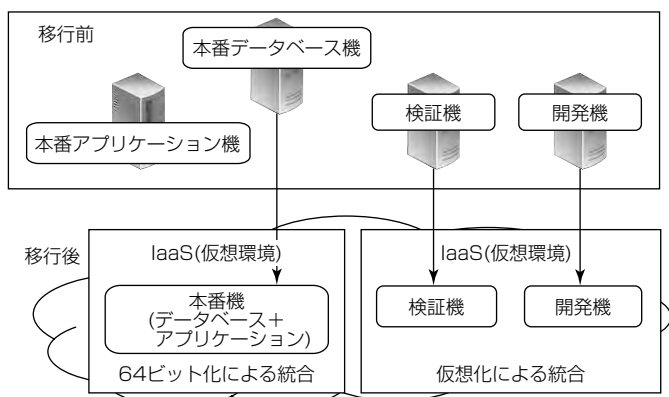 移行前
本番データベース機
本番アプリケーション機
検証機
開発機
移行後
IaaS(仮想環境)
本番機
(データベース+
アプリケーション)
64ビット化による統合
IaaS(仮想環境)
検証機
開発機
仮想化による統合